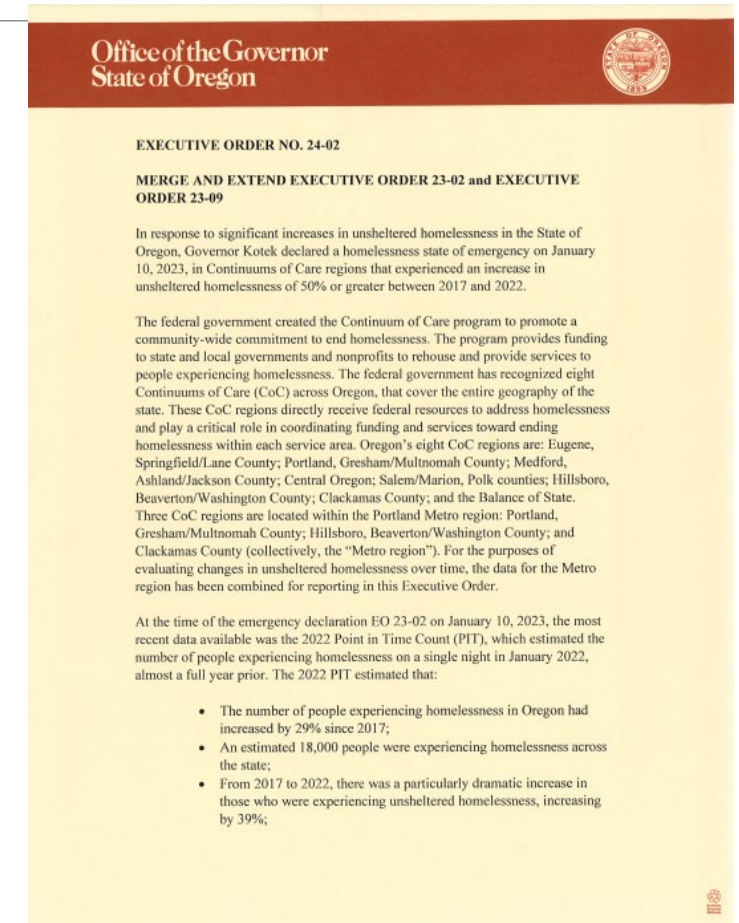 Office of the Governor
State of Oregon
STATE OF OREGON
1859
EXECUTIVE ORDER NO. 24-02
MERGE AND EXTEND EXECUTIVE ORDER 23-02 and EXECUTIVE
ORDER 23-09
In response to significant increases in unsheltered homelessness in the State of
Oregon, Governor Kotek declared a homelessness state of emergency on January
10, 2023, in Continuums of Care regions that experienced an increase in
unsheltered homelessness of 50% or greater between 2017 and 2022.
The federal government created the Continuum of Care program to promote a
community-wide commitment to end homelessness. The program provides funding
to state and local governments and nonprofits to rehouse and provide services to
people experiencing homelessness. The federal government has recognized eight
Continuums of Care (CoC) across Oregon, that cover the entire geography of the
state. These CoC regions directly receive federal resources to address homelessness
and play a critical role in coordinating funding and services toward ending
homelessness within each service area. Oregon's eight CoC regions are: Eugene,
Springfield/Lane County; Portland, Gresham/Multnomah County; Medford,
Ashland/Jackson County; Central Oregon; Salem/Marion, Polk counties; Hillsboro,
Beaverton/Washington County; Clackamas County; and the Balance of State.
Three CoC regions are located within the Portland Metro region: Portland,
Gresham/Multnomah County; Hillsboro, Beaverton/Washington County; and
Clackamas County (collectively, the “Metro region”). For the purposes of
evaluating changes in unsheltered homelessness over time, the data for the Metro
region has been combined for reporting in this Executive Order.
At the time of the emergency declaration EO 23-02 on January 10, 2023, the most
recent data available was the 2022 Point in Time Count (PIT), which estimated the
number of people experiencing homelessness on a single night in January 2022,
almost a full year prior. The 2022 PIT estimated that:
• The number of people experiencing homelessness in Oregon had
increased by 29% since 2017;
• An estimated 18,000 people were experiencing homelessness across
the state;
• From 2017 to 2022, there was a particularly dramatic increase in
those who were experiencing unsheltered homelessness, increasing
by 39%;